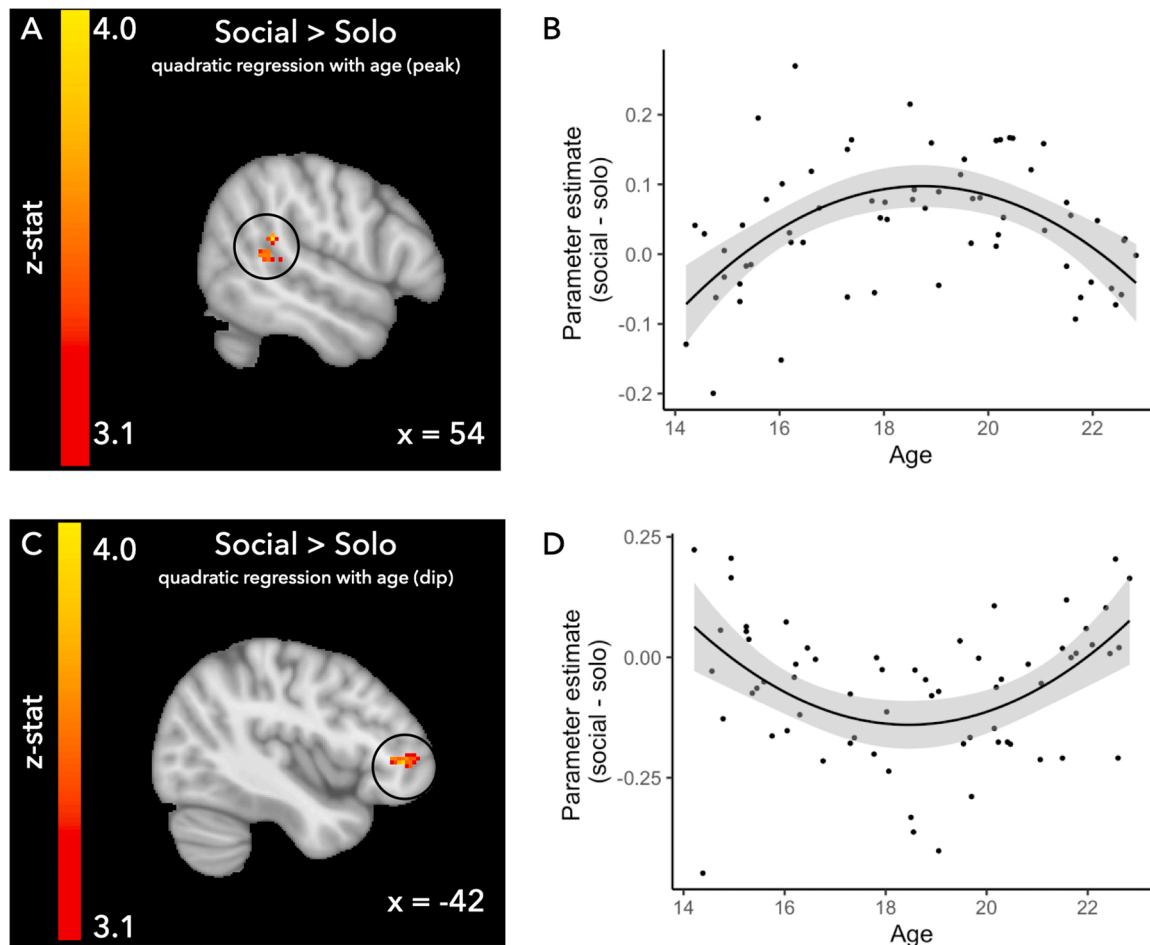 A
4.0
Social > Solo
quadratic regression with age (peak)
z-stat
3.1
x = 54
B
Parameter estimate
(social - solo)
0.2
0.1
0.0
-0.1
-0.2
14 16 18 20 22
Age
C
4.0
Social > Solo
quadratic regression with age (dip)
z-stat
3.1
x = -42
D
Parameter estimate
(social - solo)
0.25
0.00
-0.25
14 16 18 20 22
Age